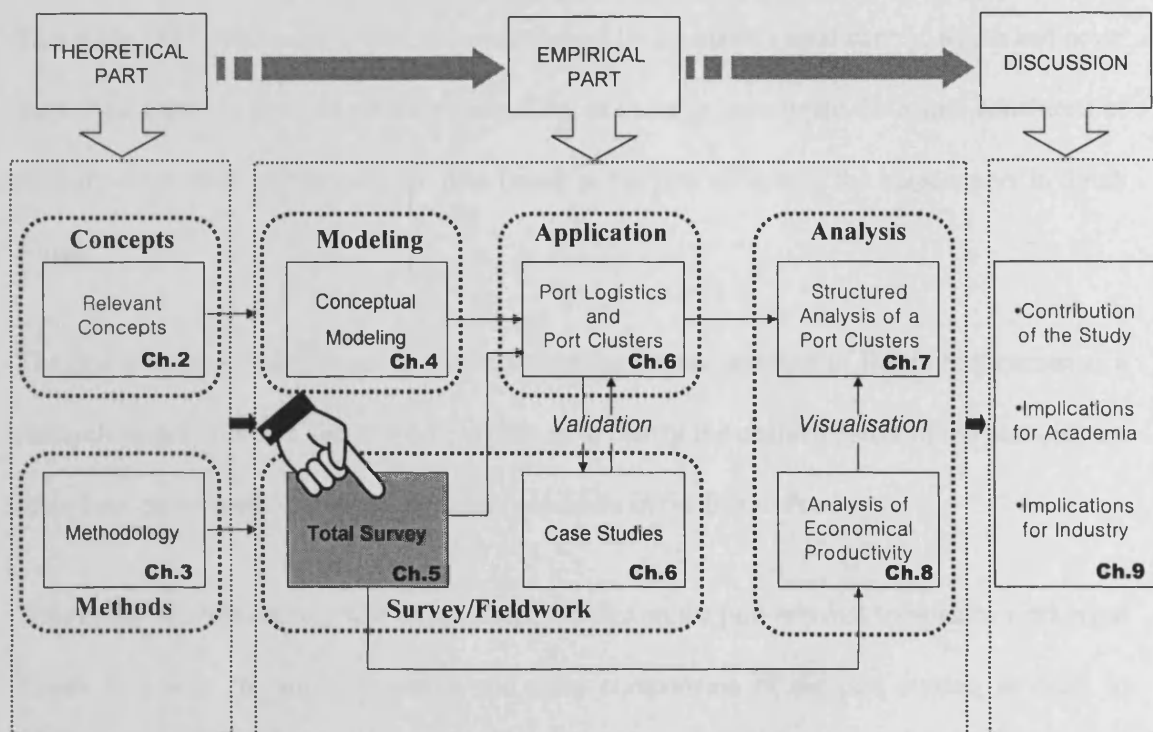 THEORETICAL
PART
EMPIRICAL
PART
DISCUSSION
Concepts
Relevant
Concepts
Ch.2
Modeling
Conceptual
Modeling
Ch.4
Application
Port Logistics
and
Port Clusters
Ch.6
Analysis
Structured
Analysis of a
Port Clusters
Ch.7
Validation
Visualisation
Methodology
Ch.3
Methods
Total Survey
Ch.5
Case Studies
Ch.6
Survey/Fieldwork
Analysis of
Economical
Productivity
Ch.8
•Contribution
of the Study
•Implications
for Academia
•Implications
for Industry
Ch.9